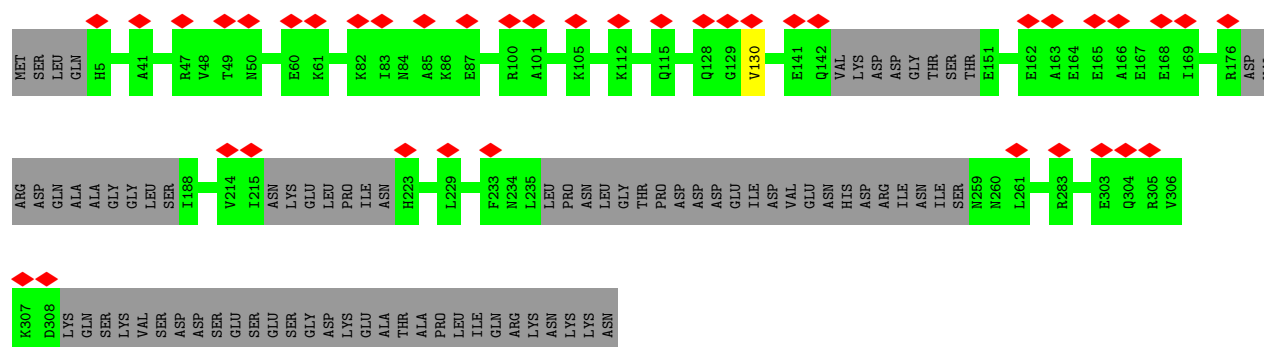 MET SER LEU GLN H5 A41 R47 V48 T49 N50 E60 K61 K82 I83 N84 A85 K86 E87 R100 A101 K105 K112 Q115 Q128 G129 V130 E141 Q142 VAL LYS ASP ASP GLY THR SER THR E151 E162 A163 E164 E165 A166 E167 E168 I169 R176 ASP
ARG ASP GLN ALA ALA GLY GLY LEU SER I188 V214 I215 ASN LYS GLU LEU PRO ILE ASN H223 L229 F233 N234 L235 LEU PRO ASN LEU GLY THR PRO ASP ASP ASP GLU ILE ASP VAL GLU ASN HIS ASP ARG ILE ASN ILE SER N259 N260 L261 R283 E303 Q304 R305 V306
K307 D308 LYS GLN SER LYS VAL SER ASP ASP SER GLU SER GLU SER GLY ASP LYS GLU ALA THR ALA PRO LEU ILE GLN ARG LYS ASN LYS LYS ASN